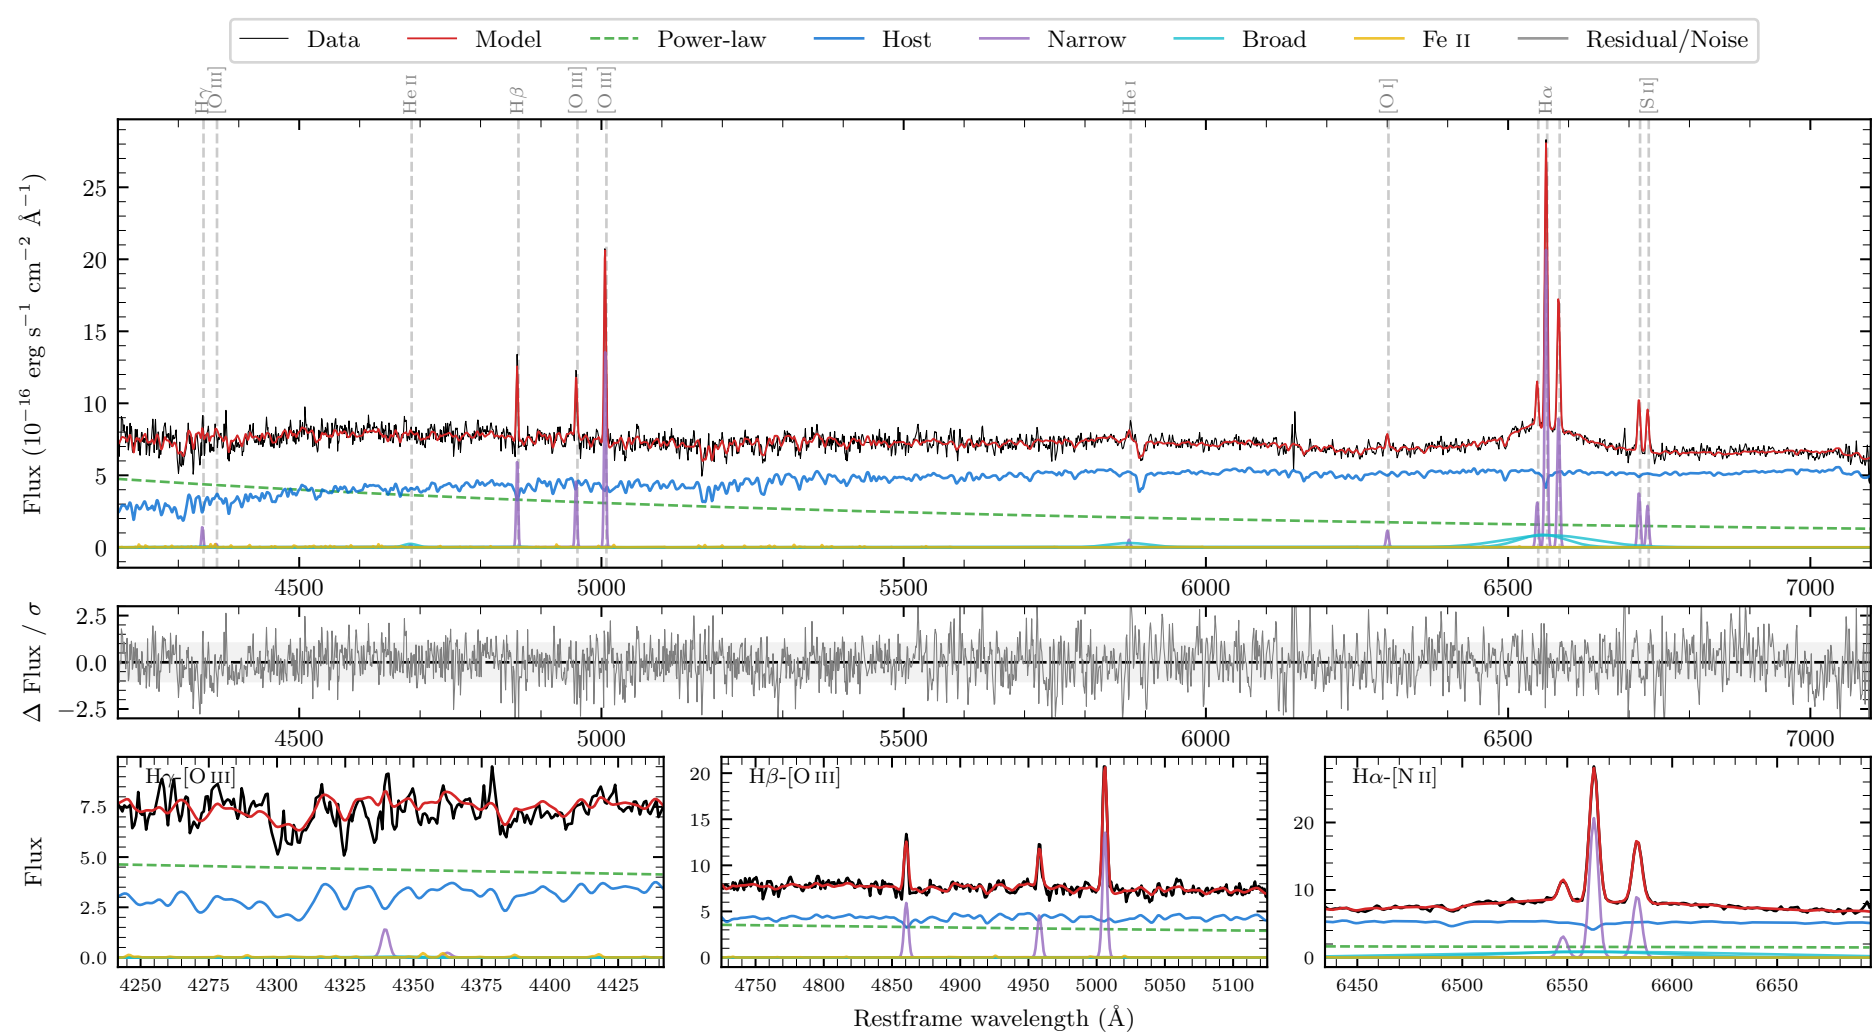 Data Model Power-law Host Narrow Broad Fe II Residual/Noise
Hγ [O III] He II Hβ [O III] [O III] He I [O I] Hα [S II]
Flux (10⁻¹⁶ erg s⁻¹ cm⁻² Å⁻¹)
25
20
15
10
5
0
4500 5000 5500 6000 6500 7000
Δ Flux / σ
2.5
0.0
−2.5
4500 5000 5500 6000 6500 7000
Flux
Hγ-[O III]
7.5
5.0
2.5
0.0
4250 4275 4300 4325 4350 4375 4400 4425
Hβ-[O III]
20
15
10
5
0
4750 4800 4850 4900 4950 5000 5050 5100
Hα-[N II]
20
10
0
6450 6500 6550 6600 6650
Restframe wavelength (Å)